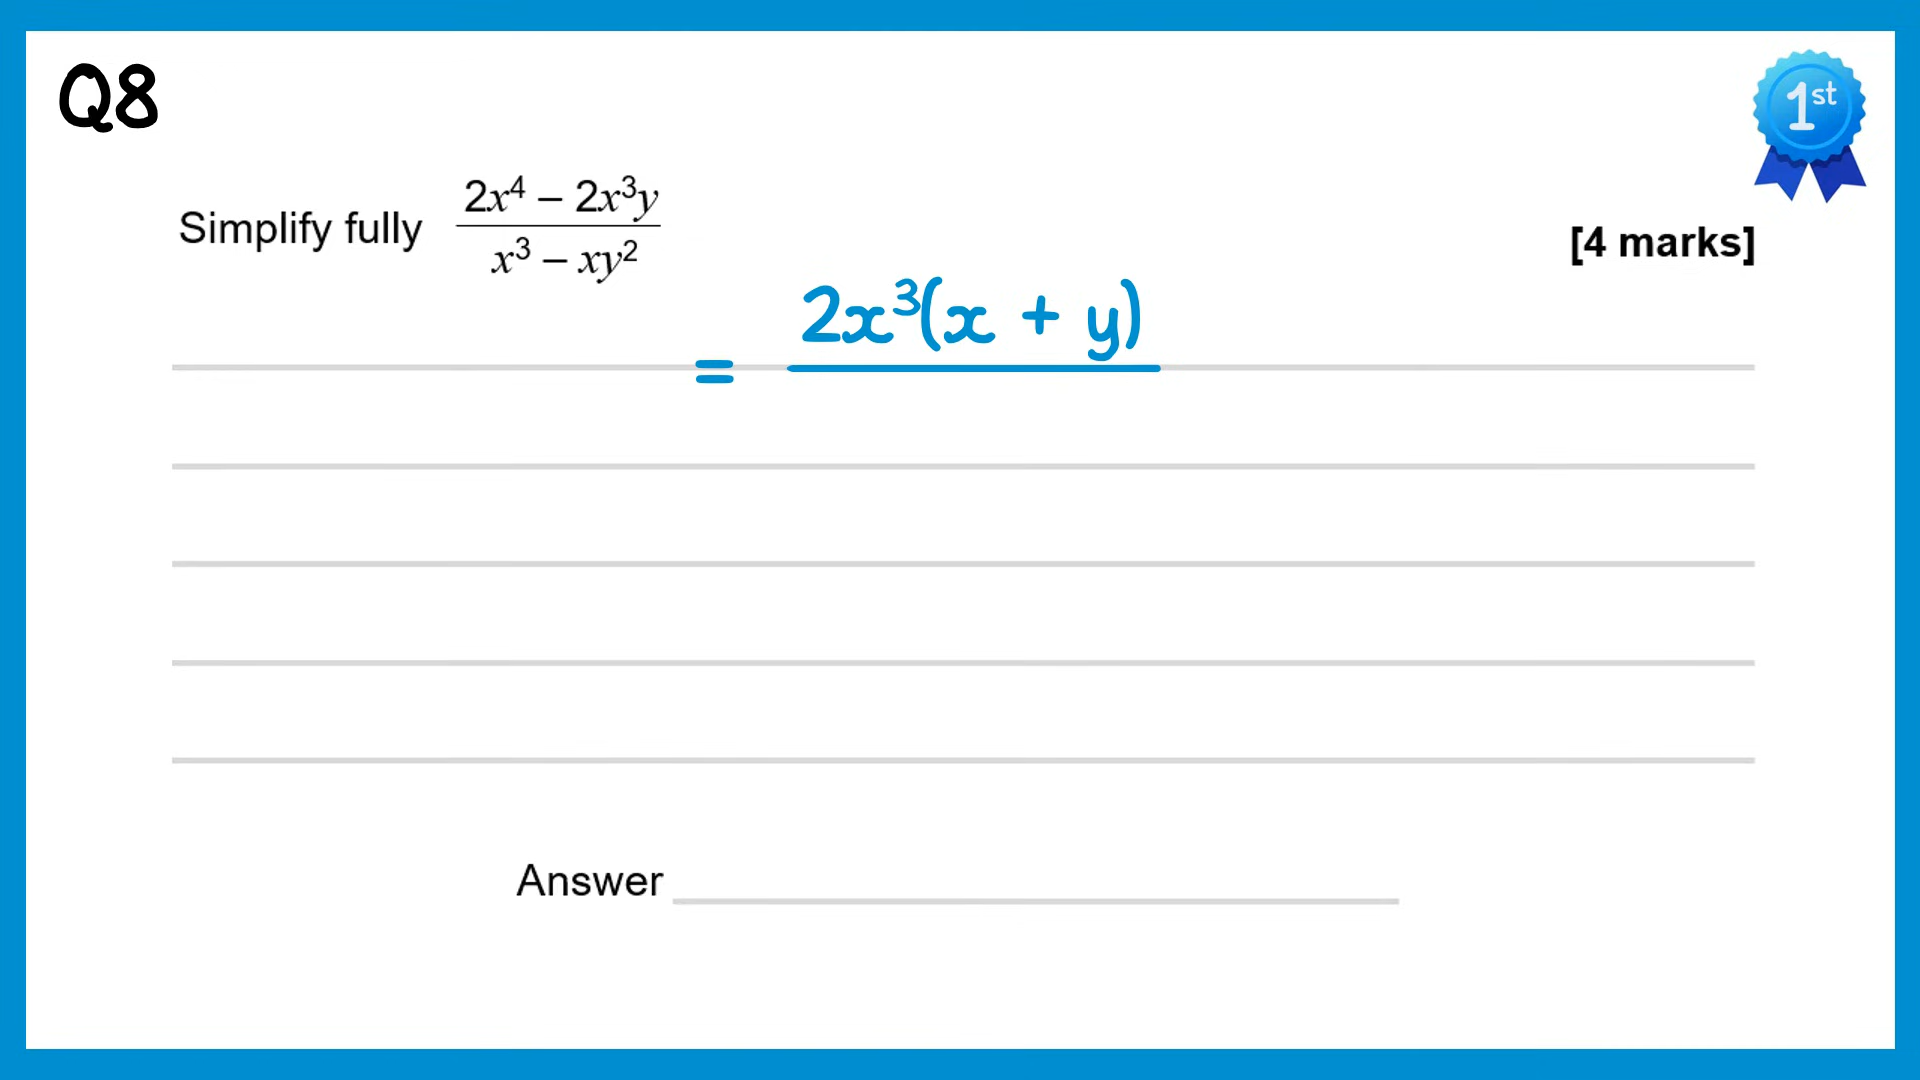 Q8
1st
Simplify fully (2x⁴ – 2x³y)/(x³ – xy²)
[4 marks]
= 2x³(x + y)
Answer